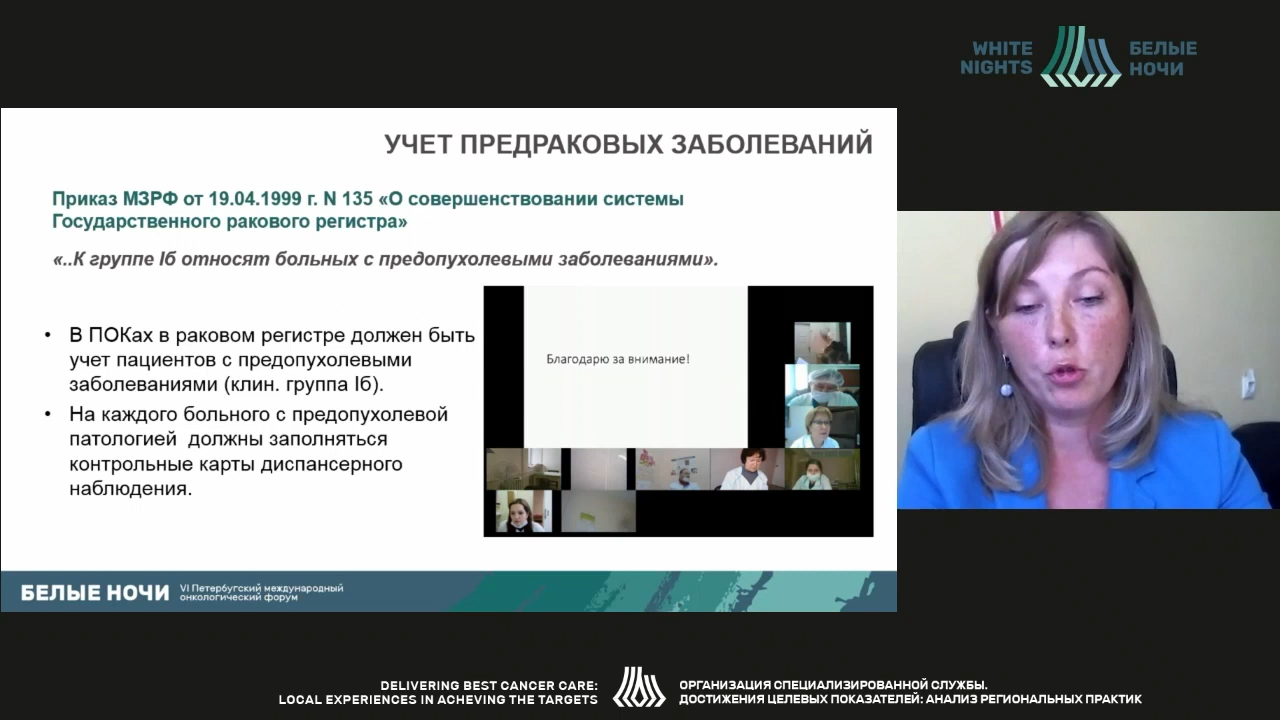 WHITE
NIGHTS
БЕЛЫЕ
НОЧИ
УЧЕТ ПРЕДРАКОВЫХ ЗАБОЛЕВАНИЙ
Приказ МЗРФ от 19.04.1999 г. N 135 «О совершенствовании системы
Государственного ракового регистра»
«..К группе Iб относят больных с предопухолевыми заболеваниями».
• В ПОКах в раковом регистре должен быть
учет пациентов с предопухолевыми
заболеваниями (клин. группа Iб).
• На каждого больного с предопухолевой
патологией должны заполняться
контрольные карты диспансерного
наблюдения.
Благодарю за внимание!
БЕЛЫЕ НОЧИ
VI Петербугский международный
онкологический форум
DELIVERING BEST CANCER CARE:
LOCAL EXPERIENCES IN ACHEVING THE TARGETS
ОРГАНИЗАЦИЯ СПЕЦИАЛИЗИРОВАННОЙ СЛУЖБЫ.
ДОСТИЖЕНИЯ ЦЕЛЕВЫХ ПОКАЗАТЕЛЕЙ: АНАЛИЗ РЕГИОНАЛЬНЫХ ПРАКТИК